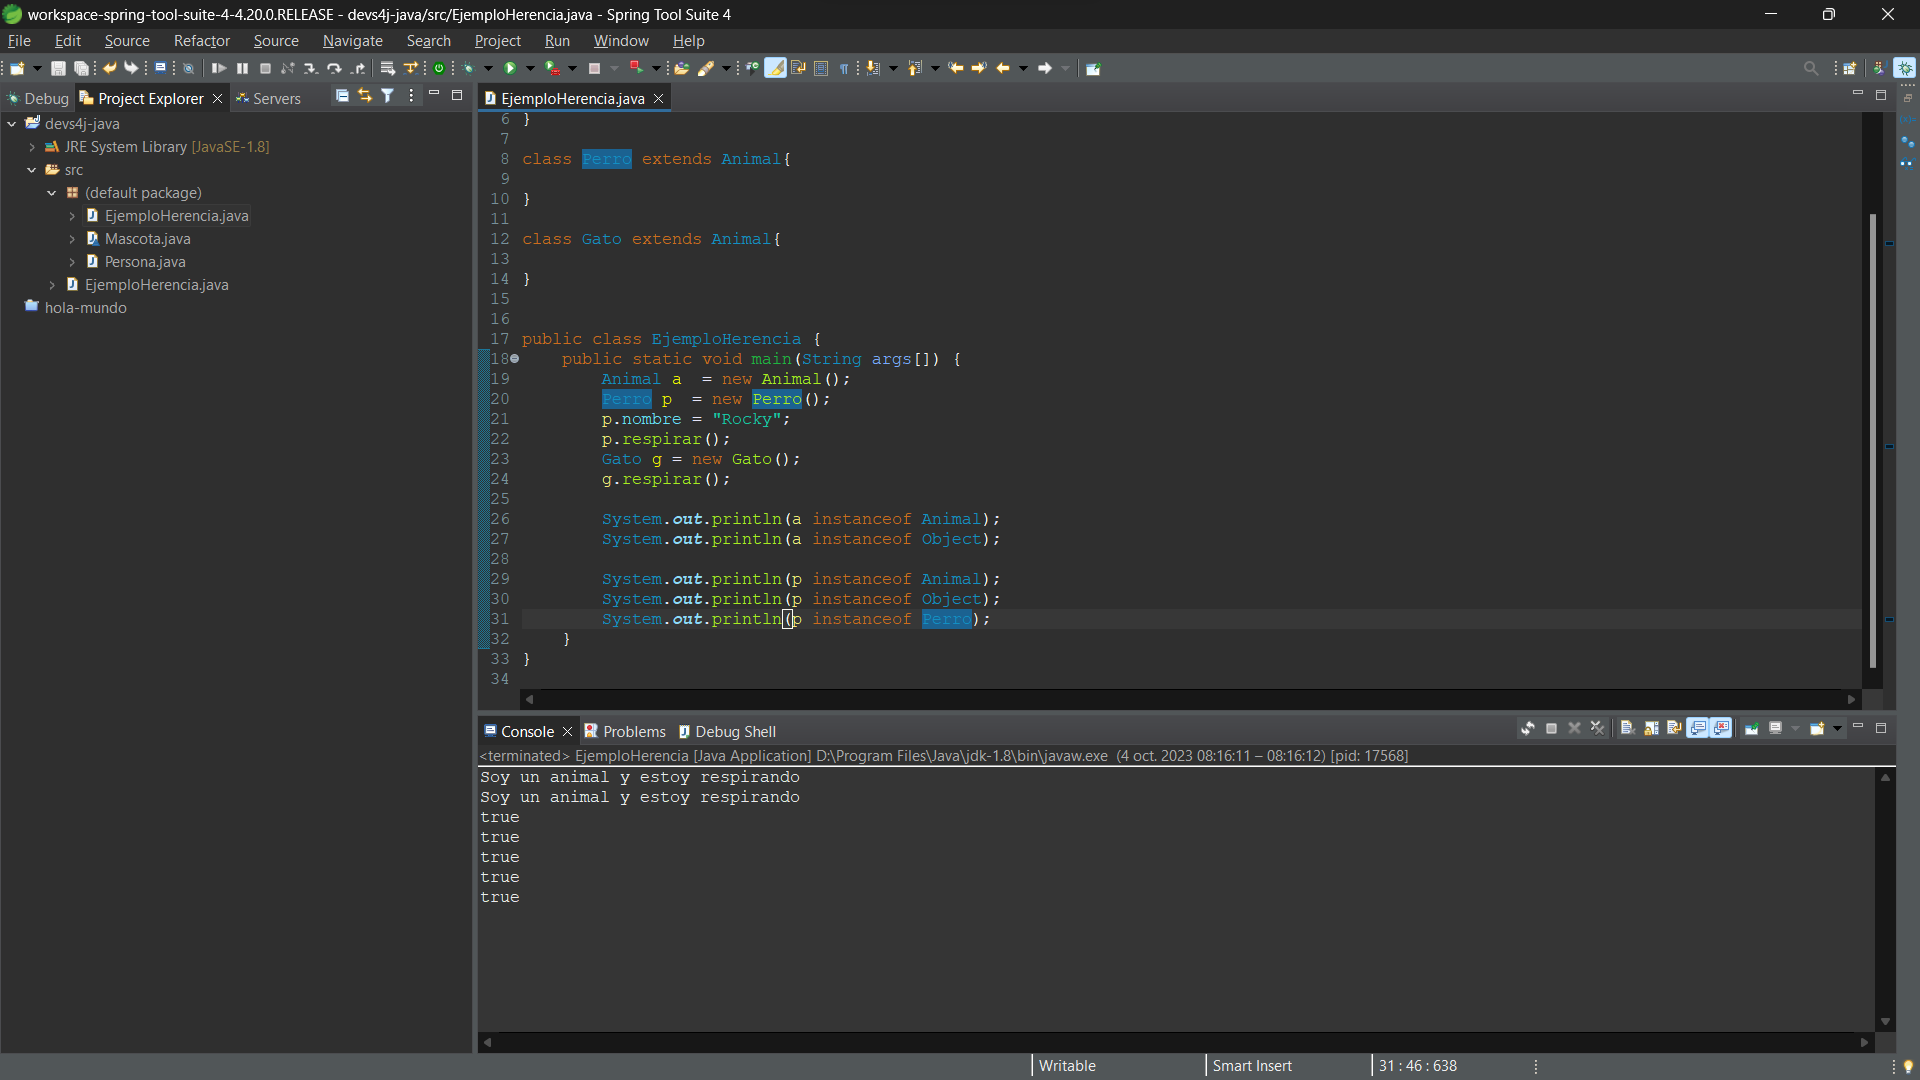 workspace-spring-tool-suite-4-4.20.0.RELEASE - devs4j-java/src/EjemploHerencia.java - Spring Tool Suite 4
File Edit Source Refactor Source Navigate Search Project Run Window Help
Debug Project Explorer Servers
devs4j-java
JRE System Library [JavaSE-1.8]
src
(default package)
EjemploHerencia.java
Mascota.java
Persona.java
EjemploHerencia.java
hola-mundo
EjemploHerencia.java
6 }
7
8 class Perro extends Animal{
9
10 }
11
12 class Gato extends Animal{
13
14 }
15
16
17 public class EjemploHerencia {
18 public static void main(String args[]) {
19 Animal a = new Animal();
20 Perro p = new Perro();
21 p.nombre = "Rocky";
22 p.respirar();
23 Gato g = new Gato();
24 g.respirar();
25
26 System.out.println(a instanceof Animal);
27 System.out.println(a instanceof Object);
28
29 System.out.println(p instanceof Animal);
30 System.out.println(p instanceof Object);
31 System.out.println(p instanceof Perro);
32 }
33 }
34
Console Problems Debug Shell
<terminated> EjemploHerencia [Java Application] D:\Program Files\Java\jdk-1.8\bin\javaw.exe (4 oct. 2023 08:16:11 – 08:16:12) [pid: 17568]
Soy un animal y estoy respirando
Soy un animal y estoy respirando
true
true
true
true
true
Writable Smart Insert 31 : 46 : 638